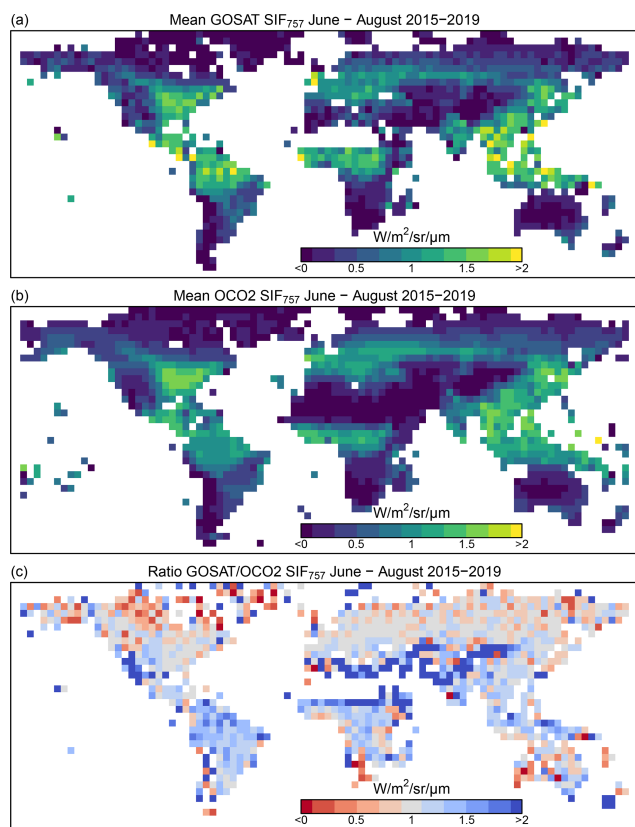 (a) Mean GOSAT SIF₇₅₇ June − August 2015−2019
W/m²/sr/μm
<0 0.5 1 1.5 >2
(b) Mean OCO2 SIF₇₅₇ June − August 2015−2019
W/m²/sr/μm
<0 0.5 1 1.5 >2
(c) Ratio GOSAT/OCO2 SIF₇₅₇ June − August 2015−2019
W/m²/sr/μm
<0 0.5 1 1.5 >2